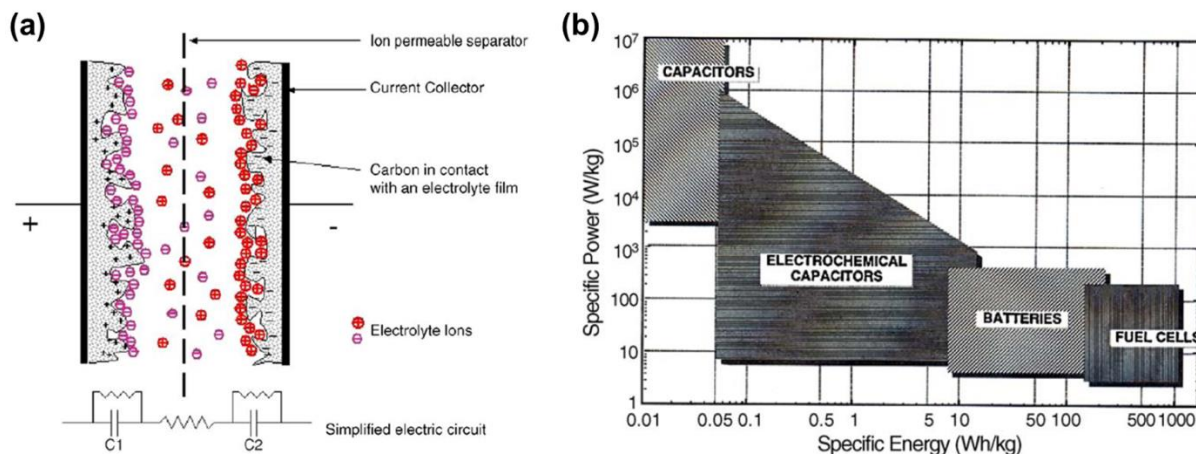 (a)
Ion permeable separator
Current Collector
Carbon in contact
with an electrolyte film
+
-
Electrolyte Ions
C1
C2
Simplified electric circuit
(b)
Specific Power (W/kg)
10⁷
10⁶
10⁵
10⁴
10³
100
10
1
CAPACITORS
ELECTROCHEMICAL
CAPACITORS
BATTERIES
FUEL CELLS
0.01 0.05 0.1 0.5 1 5 10 50 100 500 1000
Specific Energy (Wh/kg)